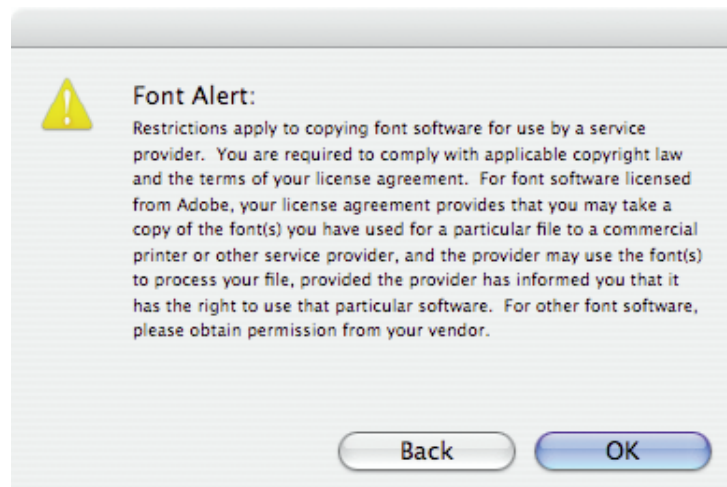 Font Alert:
Restrictions apply to copying font software for use by a service
provider.  You are required to comply with applicable copyright law
and the terms of your license agreement.  For font software licensed
from Adobe, your license agreement provides that you may take a
copy of the font(s) you have used for a particular file to a commercial
printer or other service provider, and the provider may use the font(s)
to process your file, provided the provider has informed you that it
has the right to use that particular software.  For other font software,
please obtain permission from your vendor.
Back
OK